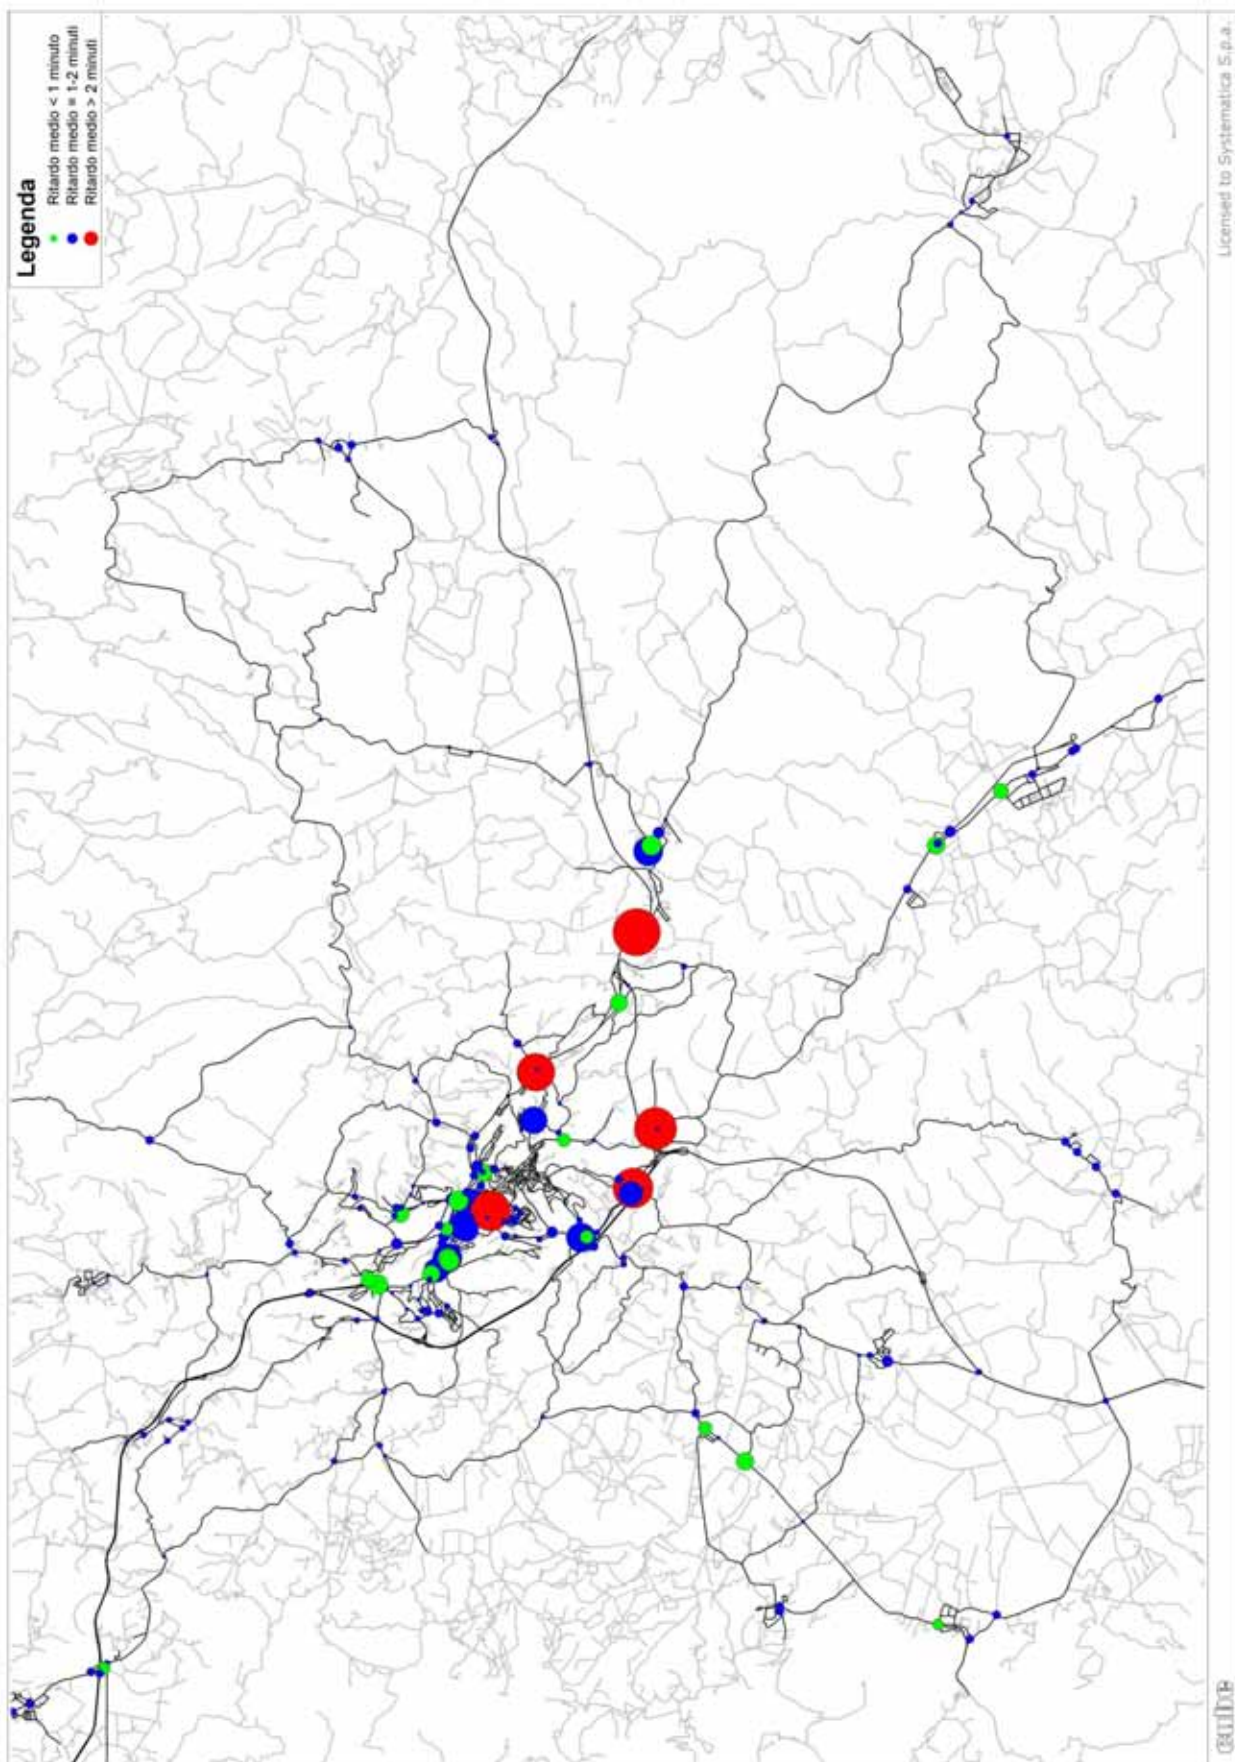 Legenda
Ritardo medio < 1 minuto
Ritardo medio = 1-2 minuti
Ritardo medio > 2 minuti
Licensed to Systematica S.p.a.